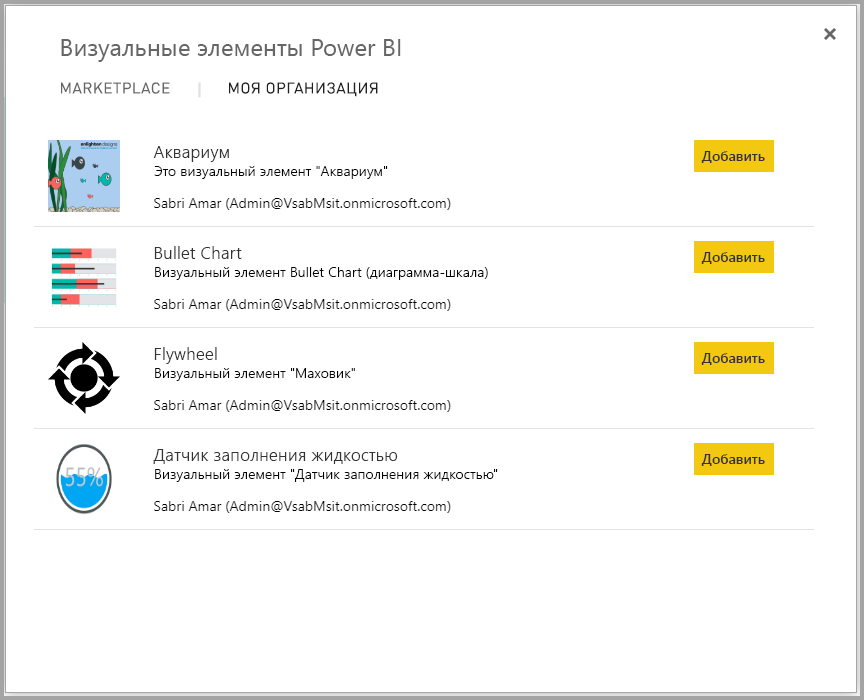 Визуальные элементы Power BI
MARKETPLACE | МОЯ ОРГАНИЗАЦИЯ
enlighten designs
Аквариум
Добавить
Это визуальный элемент "Аквариум"
Sabri Amar (Admin@VsabMsit.onmicrosoft.com)
Bullet Chart
Добавить
Визуальный элемент Bullet Chart (диаграмма-шкала)
Sabri Amar (Admin@VsabMsit.onmicrosoft.com)
Flywheel
Добавить
Визуальный элемент "Маховик"
Sabri Amar (Admin@VsabMsit.onmicrosoft.com)
Датчик заполнения жидкостью
Добавить
55%
Визуальный элемент "Датчик заполнения жидкостью"
Sabri Amar (Admin@VsabMsit.onmicrosoft.com)